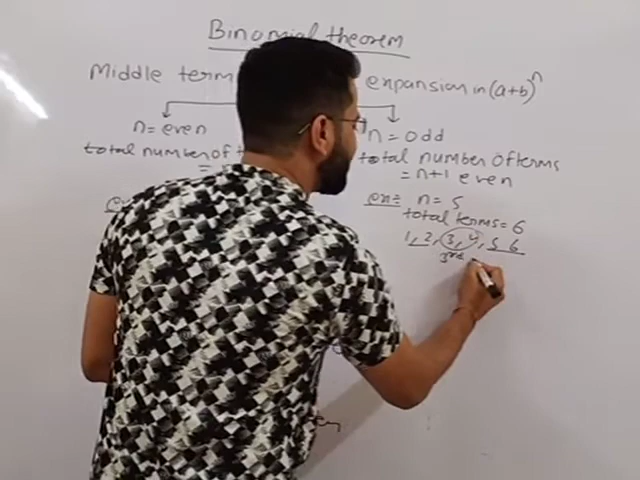 Binomial theorem
Middle term expansion in (a+b)^n
n = even
total number of
n = odd
total number of terms
= n+1 even
ex:- n = 5
total terms = 6
1, 2, 3, 4, 5 6
3rd